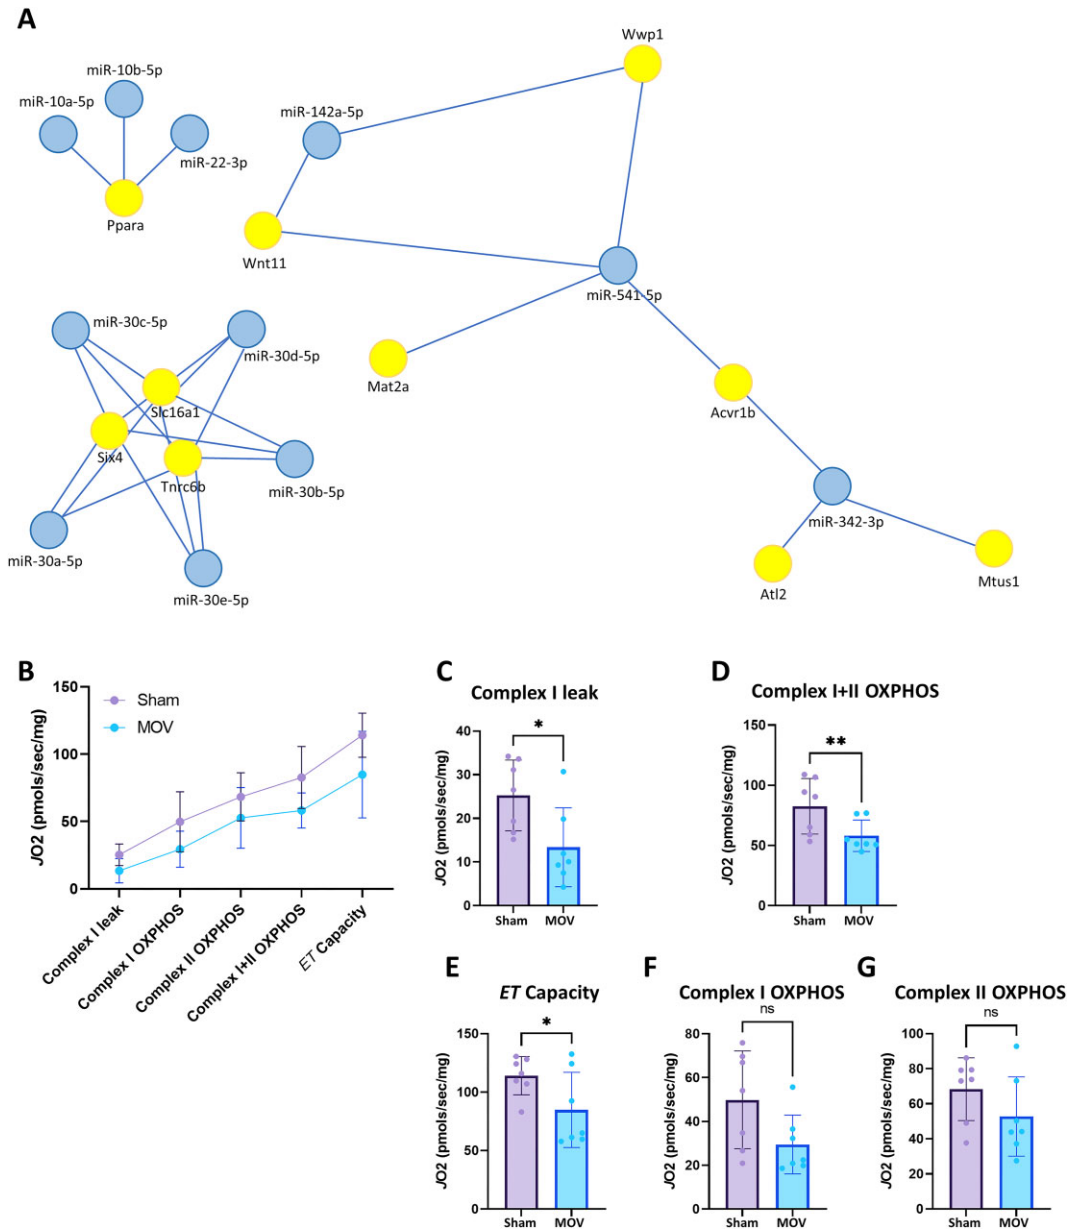 A
Wwp1
miR-10b-5p
miR-10a-5p
miR-142a-5p
miR-22-3p
Ppara
Wnt11
miR-541-5p
miR-30c-5p
miR-30d-5p
Mat2a
Slc16a1
Acvr1b
Six4
Tnrc6b
miR-30b-5p
miR-342-3p
miR-30a-5p
miR-30e-5p
Atl2
Mtus1
B
150
100
50
0
JO2 (pmols/sec/mg)
Sham
MOV
Complex I leak
Complex I OXPHOS
Complex II OXPHOS
Complex I+II OXPHOS
ET Capacity
C
Complex I leak
*
40
30
20
10
0
JO2 (pmols/sec/mg)
Sham MOV
D
Complex I+II OXPHOS
**
150
100
50
0
JO2 (pmols/sec/mg)
Sham MOV
E
ET Capacity
*
150
100
50
0
JO2 (pmols/sec/mg)
Sham MOV
F
Complex I OXPHOS
ns
80
60
40
20
0
JO2 (pmols/sec/mg)
Sham MOV
G
Complex II OXPHOS
ns
100
80
60
40
20
0
JO2 (pmols/sec/mg)
Sham MOV